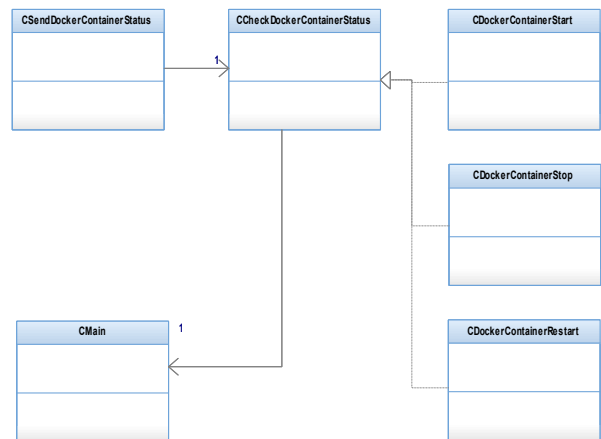 CSendDockerContainerStatus
CCheckDockerContainerStatus
CDockerContainerStart
1
CDockerContainerStop
CMain
1
CDockerContainerRestart